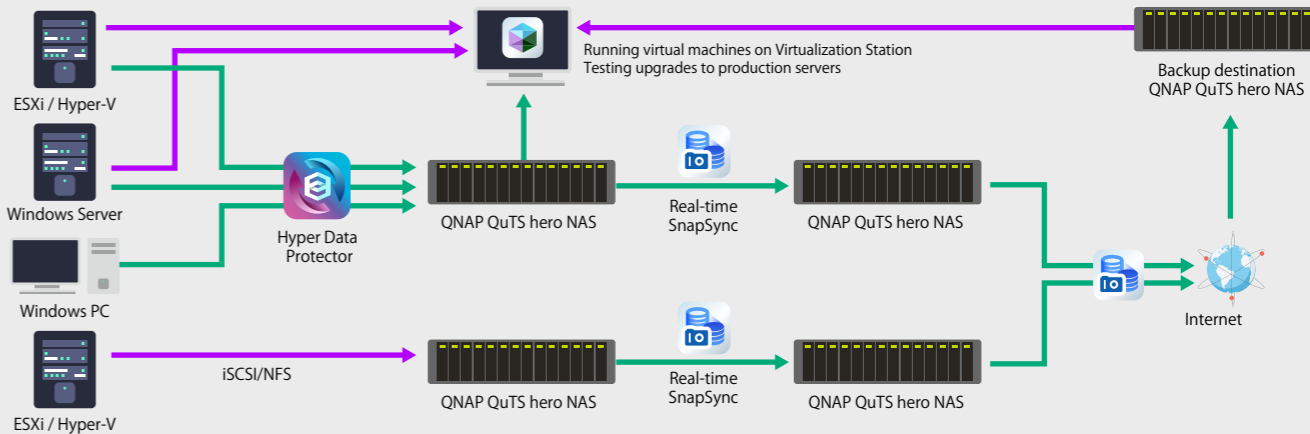 Running virtual machines on Virtualization Station
Testing upgrades to production servers
Backup destination
QNAP QuTS hero NAS
ESXi / Hyper-V
Windows Server
Hyper Data
Protector
QNAP QuTS hero NAS
Real-time
SnapSync
QNAP QuTS hero NAS
Windows PC
Internet
iSCSI/NFS
QNAP QuTS hero NAS
Real-time
SnapSync
QNAP QuTS hero NAS
ESXi / Hyper-V